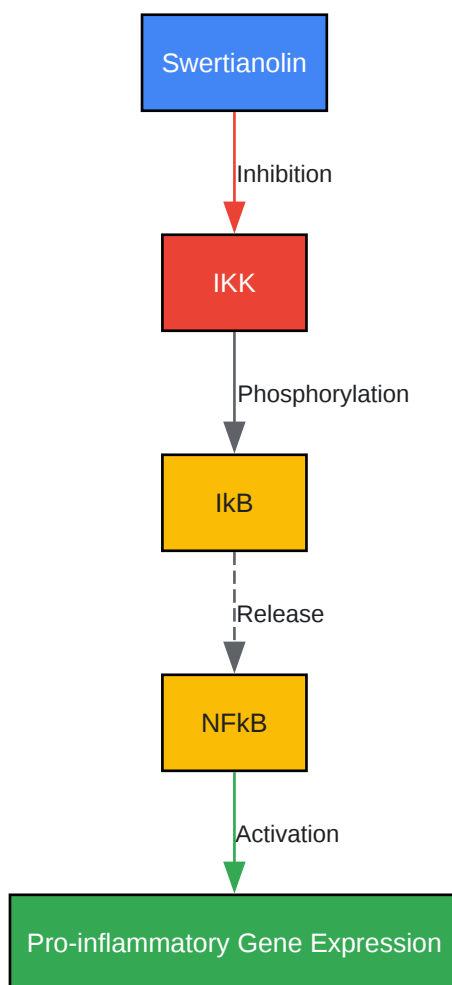 Swertianolin
Inhibition
IKK
Phosphorylation
IkB
Release
NFkB
Activation
Pro-inflammatory Gene Expression